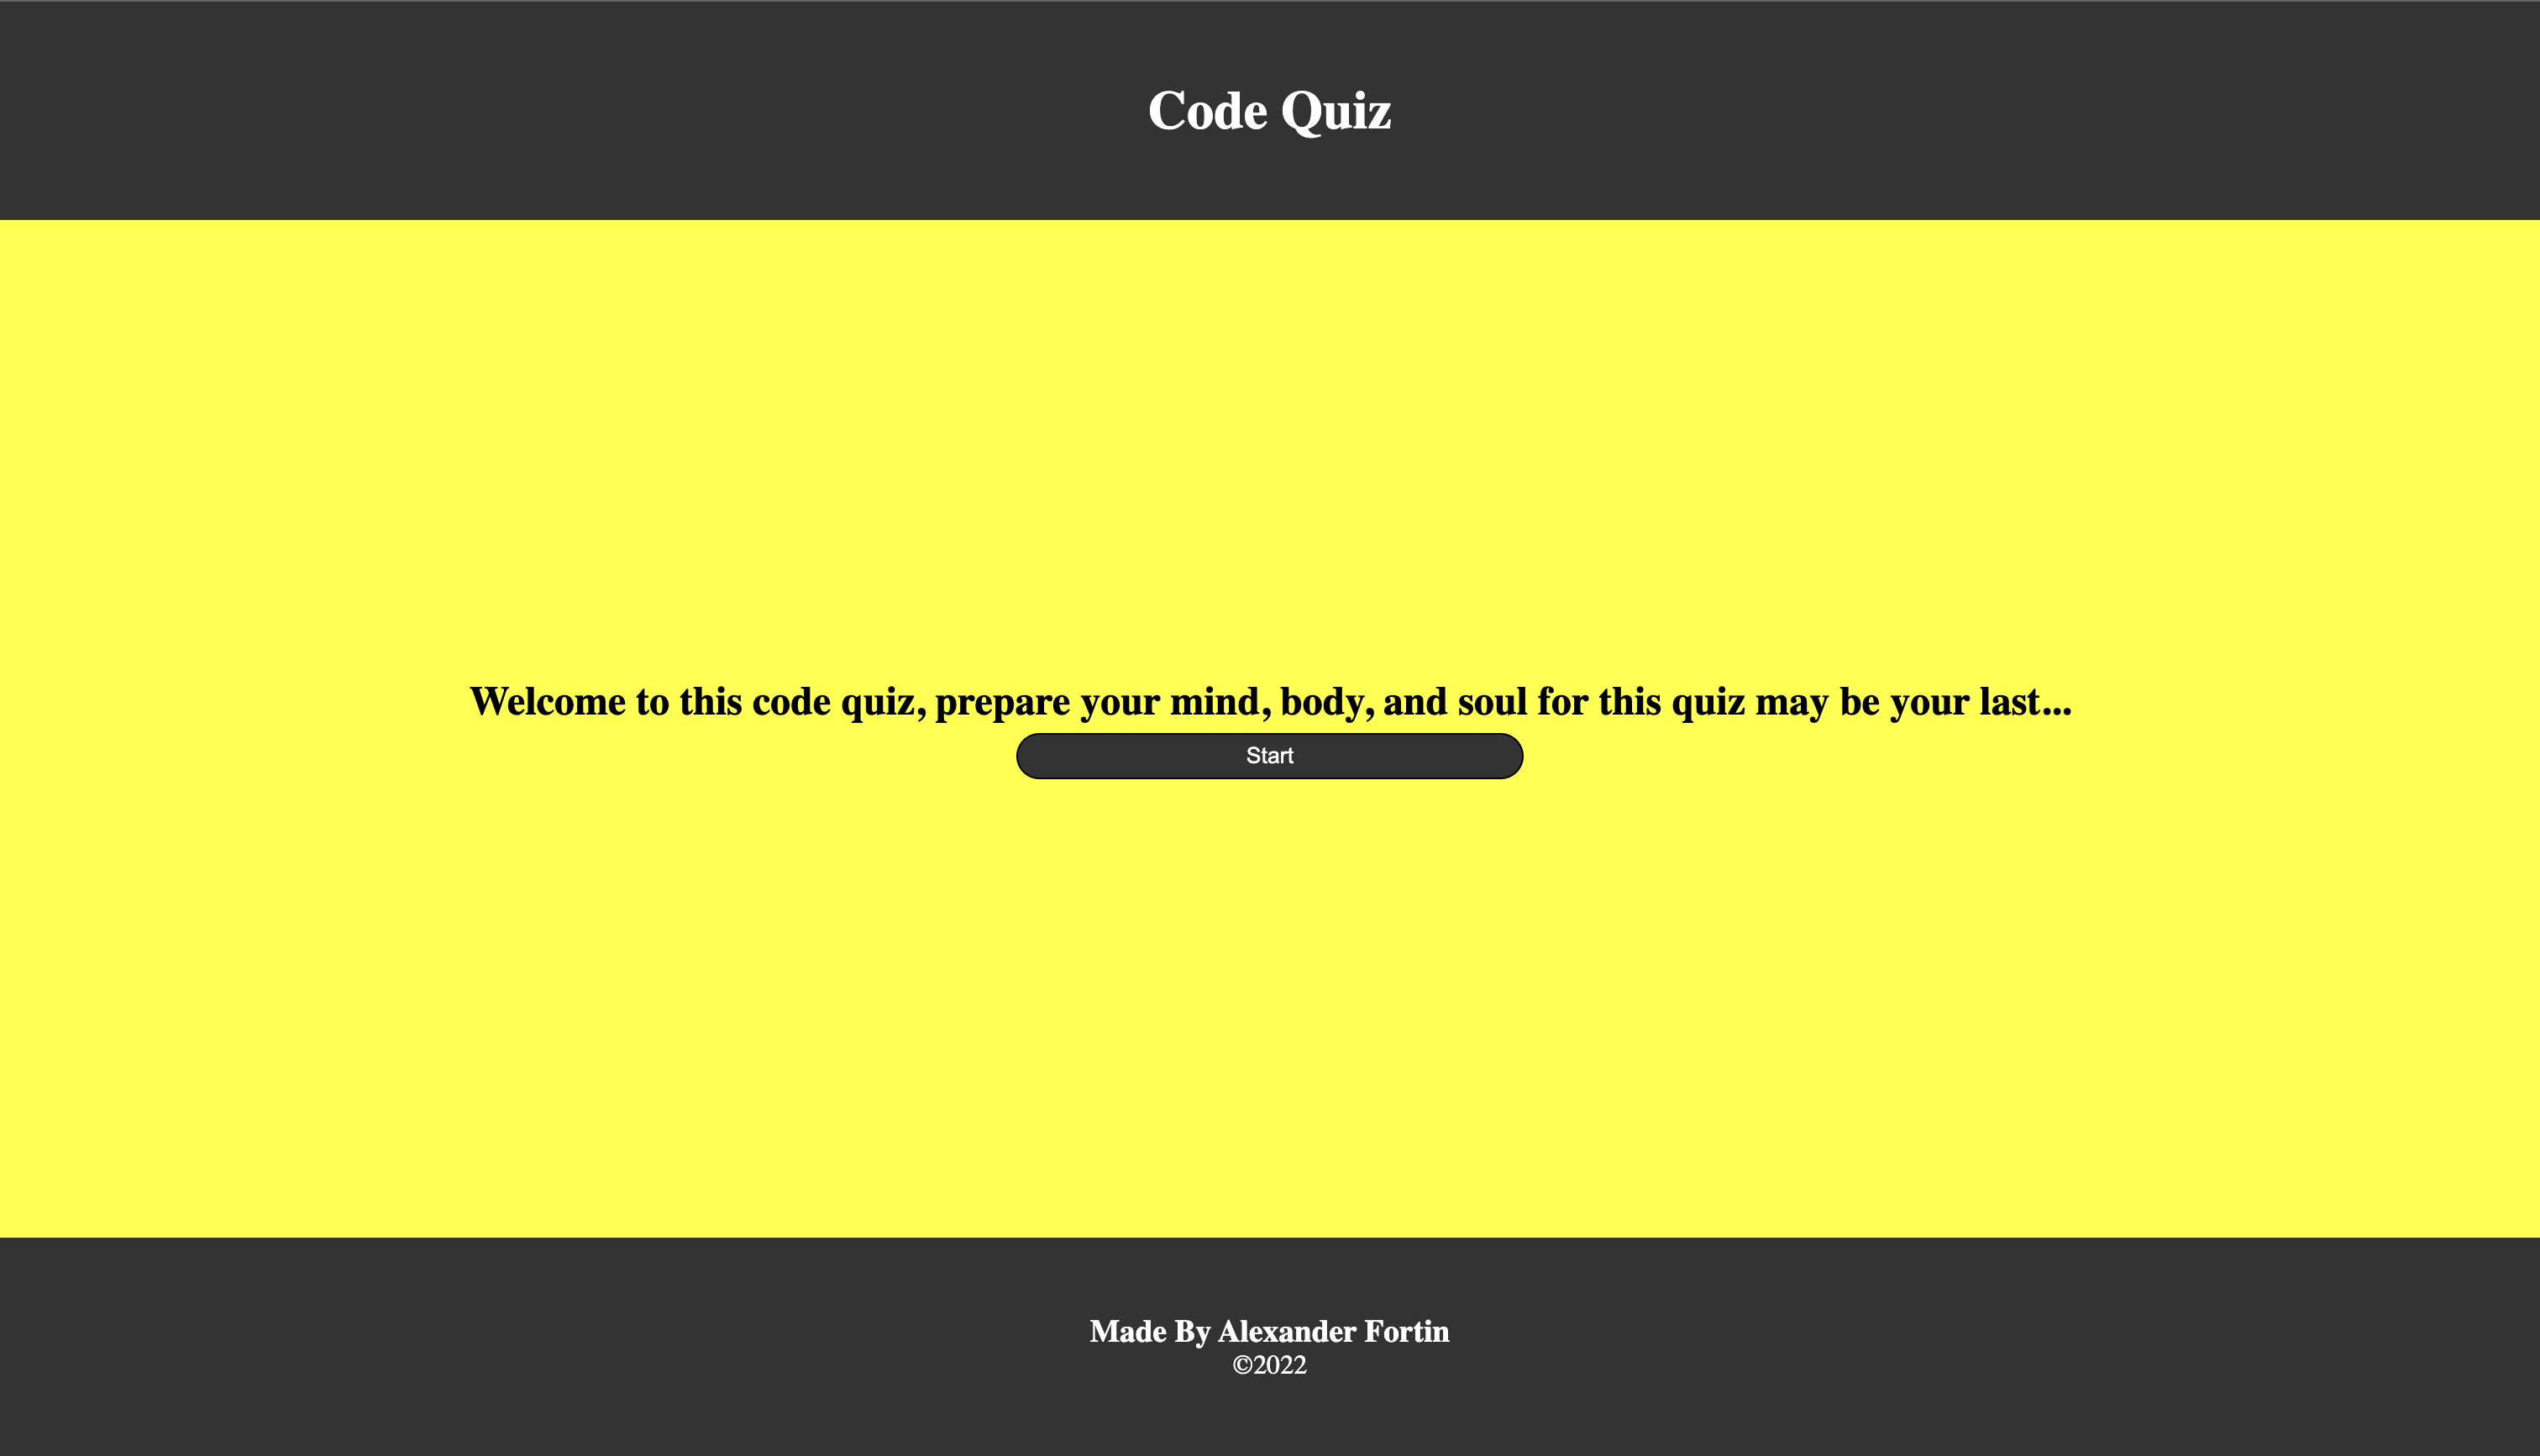 Code Quiz
Welcome to this code quiz, prepare your mind, body, and soul for this quiz may be your last...
Start
Made By Alexander Fortin
©2022